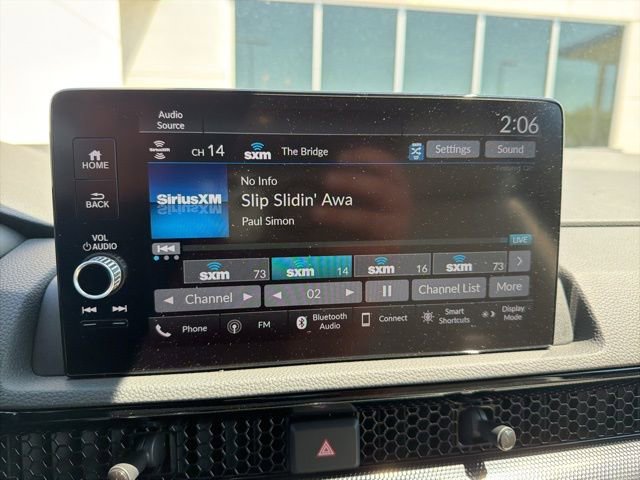 Audio
Source
2:06
HOME
SiriusXM CH 14 sxm The Bridge Settings Sound
BACK
SiriusXM
No Info
Slip Slidin' Awa
Paul Simon
VOL
AUDIO
LIVE
sxm 73 sxm 14 sxm 16 sxm 73
Channel 02 Channel List More
Phone FM Bluetooth
Audio Connect Smart
Shortcuts Display
Mode